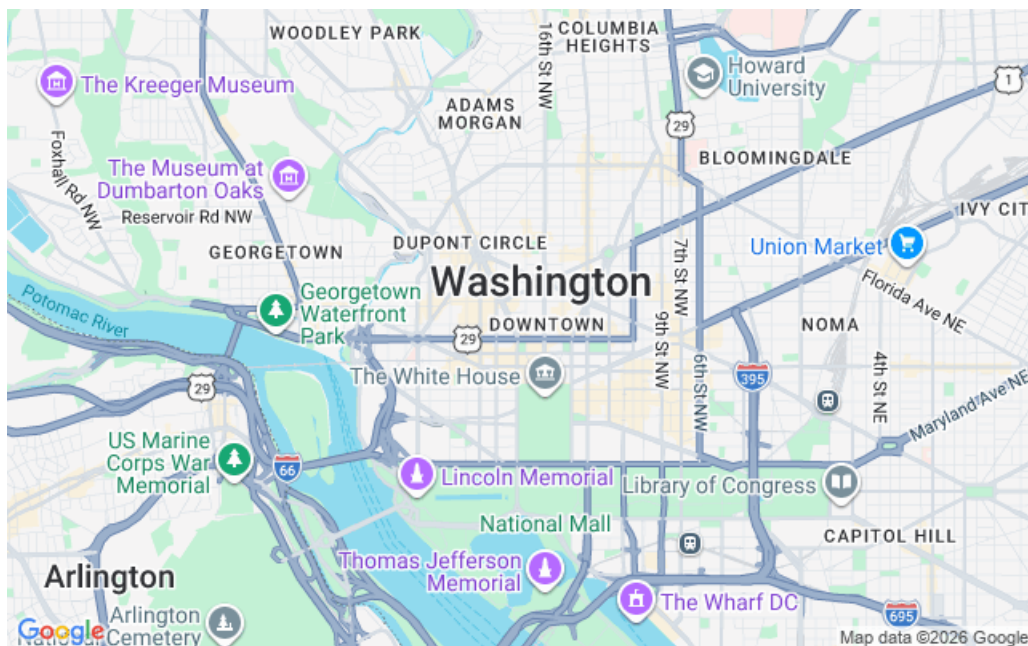 WOODLEY PARK
16th St NW
COLUMBIA
HEIGHTS
The Kreeger Museum
Howard
University
1
ADAMS
MORGAN
29
Foxhall Rd NW
The Museum at
Dumbarton Oaks
BLOOMINGDALE
Reservoir Rd NW
IVY CIT
GEORGETOWN
DUPONT CIRCLE
7th St NW
Union Market
Washington
Potomac River
Georgetown
Waterfront
Park
Florida Ave NE
29
DOWNTOWN
9th St NW
NOMA
The White House
6th St NW
395
4th St NE
29
Maryland Ave NE
US Marine
Corps War
Memorial
66
Lincoln Memorial
Library of Congress
National Mall
CAPITOL HILL
Thomas Jefferson
Memorial
Arlington
The Wharf DC
Arlington
National Cemetery
695
Google
Map data ©2026 Google